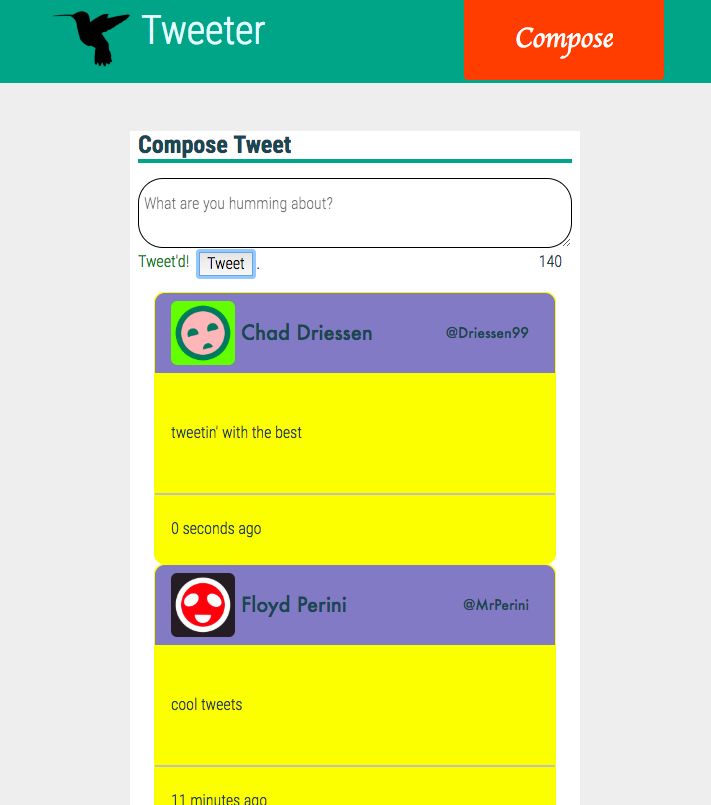 Tweeter
Compose
Compose Tweet
What are you humming about?
Tweet'd! Tweet . 140
Chad Driessen @Driessen99
tweetin' with the best
0 seconds ago
Floyd Perini @MrPerini
cool tweets
11 minutes ago